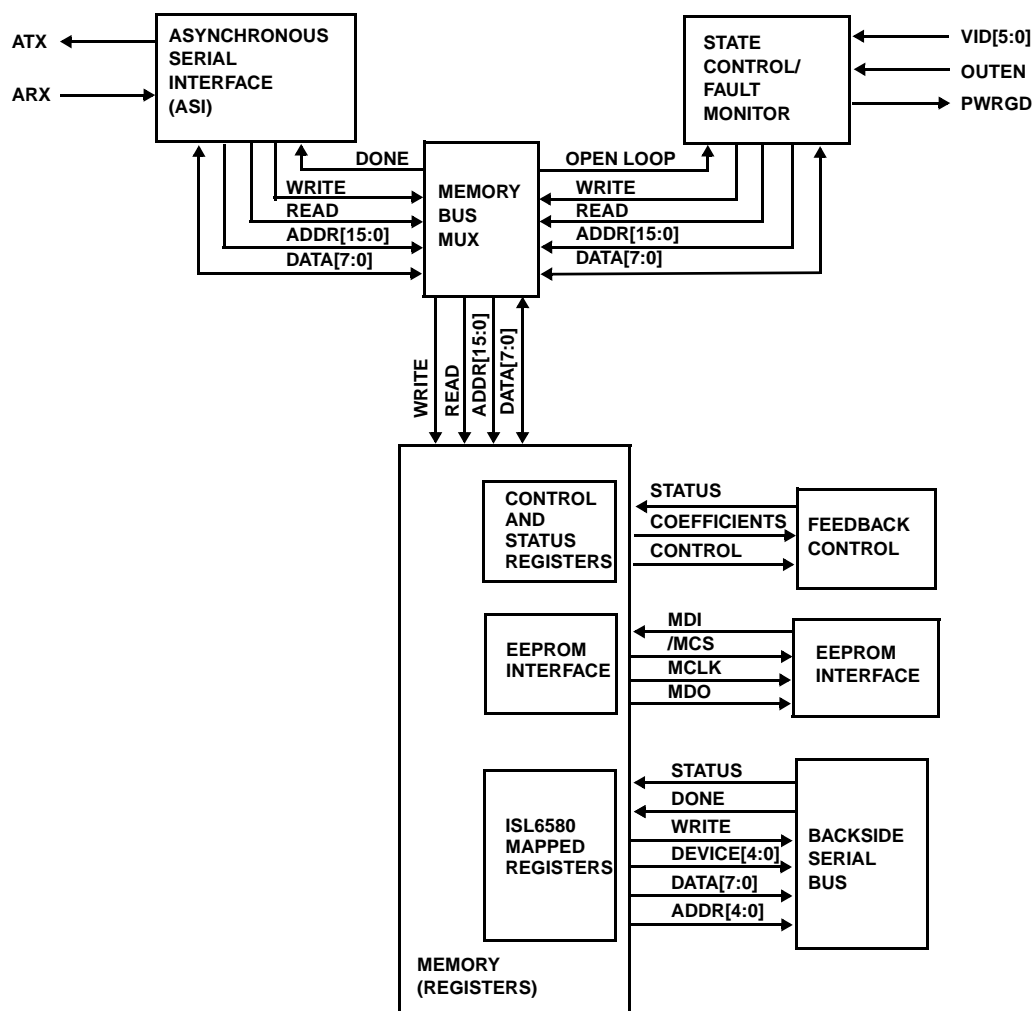 ATX
ARX
ASYNCHRONOUS
SERIAL
INTERFACE
(ASI)
STATE
CONTROL/
FAULT
MONITOR
VID[5:0]
OUTEN
PWRGD
DONE
WRITE
READ
ADDR[15:0]
DATA[7:0]
MEMORY
BUS
MUX
OPEN LOOP
WRITE
READ
ADDR[15:0]
DATA[7:0]
WRITE
READ
ADDR[15:0]
DATA[7:0]
CONTROL
AND
STATUS
REGISTERS
STATUS
COEFFICIENTS
CONTROL
FEEDBACK
CONTROL
EEPROM
INTERFACE
MDI
/MCS
MCLK
MDO
EEPROM
INTERFACE
ISL6580
MAPPED
REGISTERS
STATUS
DONE
WRITE
DEVICE[4:0]
DATA[7:0]
ADDR[4:0]
BACKSIDE
SERIAL
BUS
MEMORY
(REGISTERS)